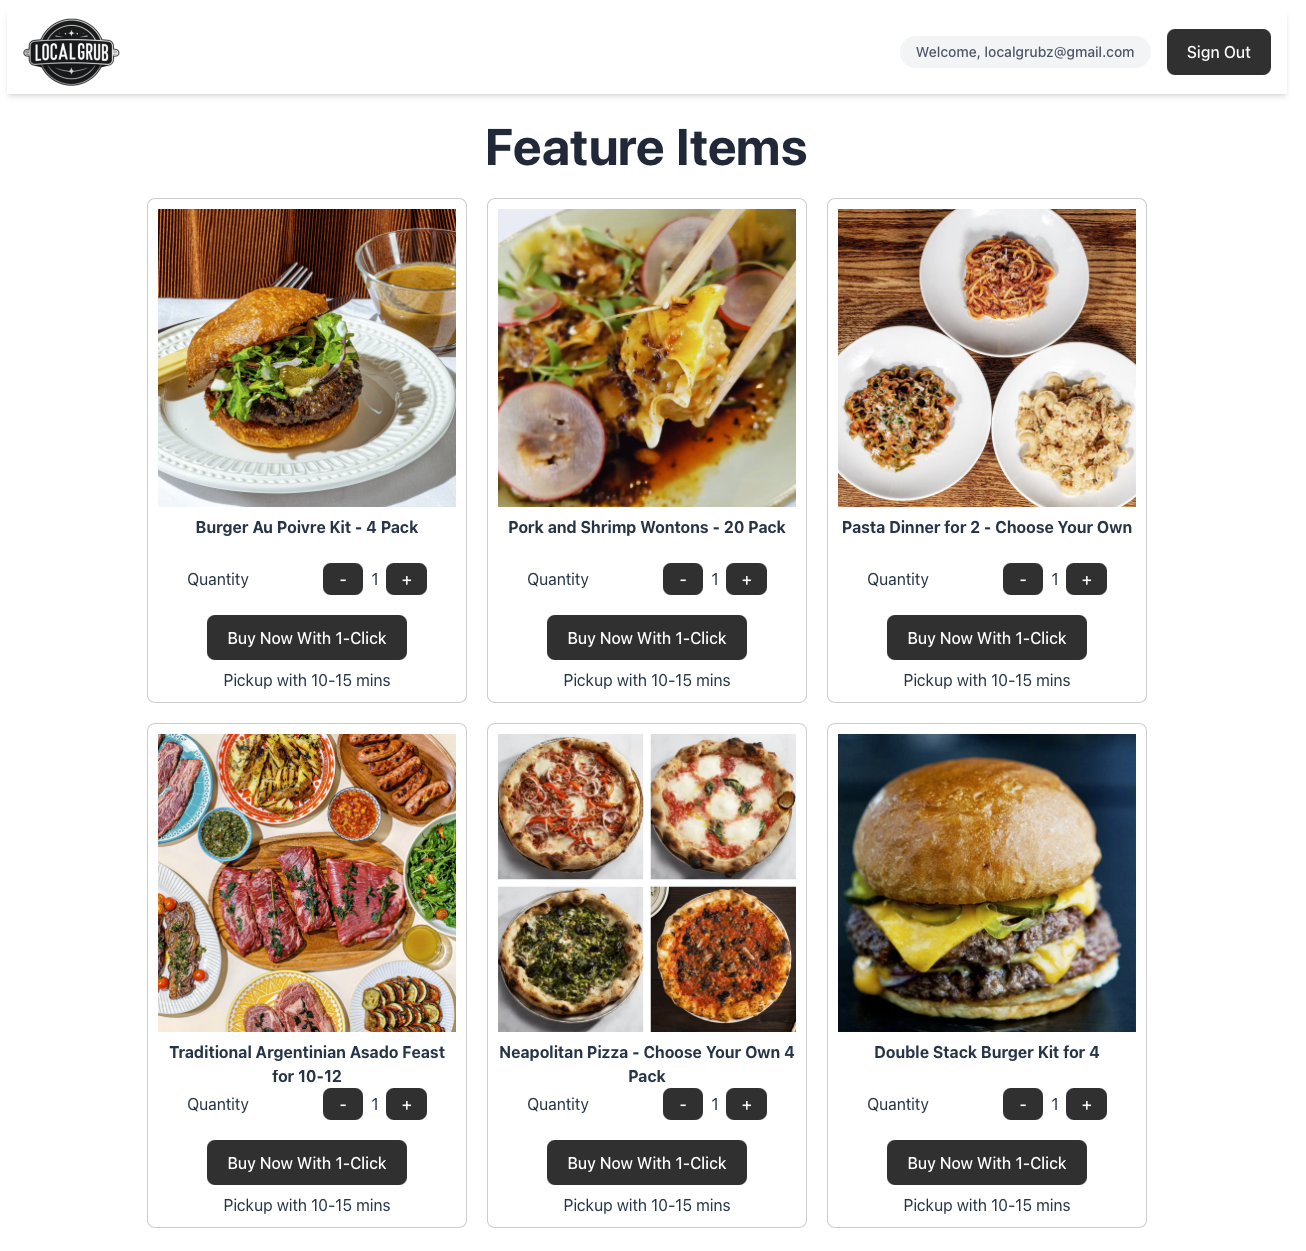 LOCAL GRUB
Welcome, localgrubz@gmail.com
Sign Out
Feature Items
Burger Au Poivre Kit - 4 Pack
Quantity - 1 +
Buy Now With 1-Click
Pickup with 10-15 mins
Pork and Shrimp Wontons - 20 Pack
Quantity - 1 +
Buy Now With 1-Click
Pickup with 10-15 mins
Pasta Dinner for 2 - Choose Your Own
Quantity - 1 +
Buy Now With 1-Click
Pickup with 10-15 mins
Traditional Argentinian Asado Feast
for 10-12
Quantity - 1 +
Buy Now With 1-Click
Pickup with 10-15 mins
Neapolitan Pizza - Choose Your Own 4
Pack
Quantity - 1 +
Buy Now With 1-Click
Pickup with 10-15 mins
Double Stack Burger Kit for 4
Quantity - 1 +
Buy Now With 1-Click
Pickup with 10-15 mins